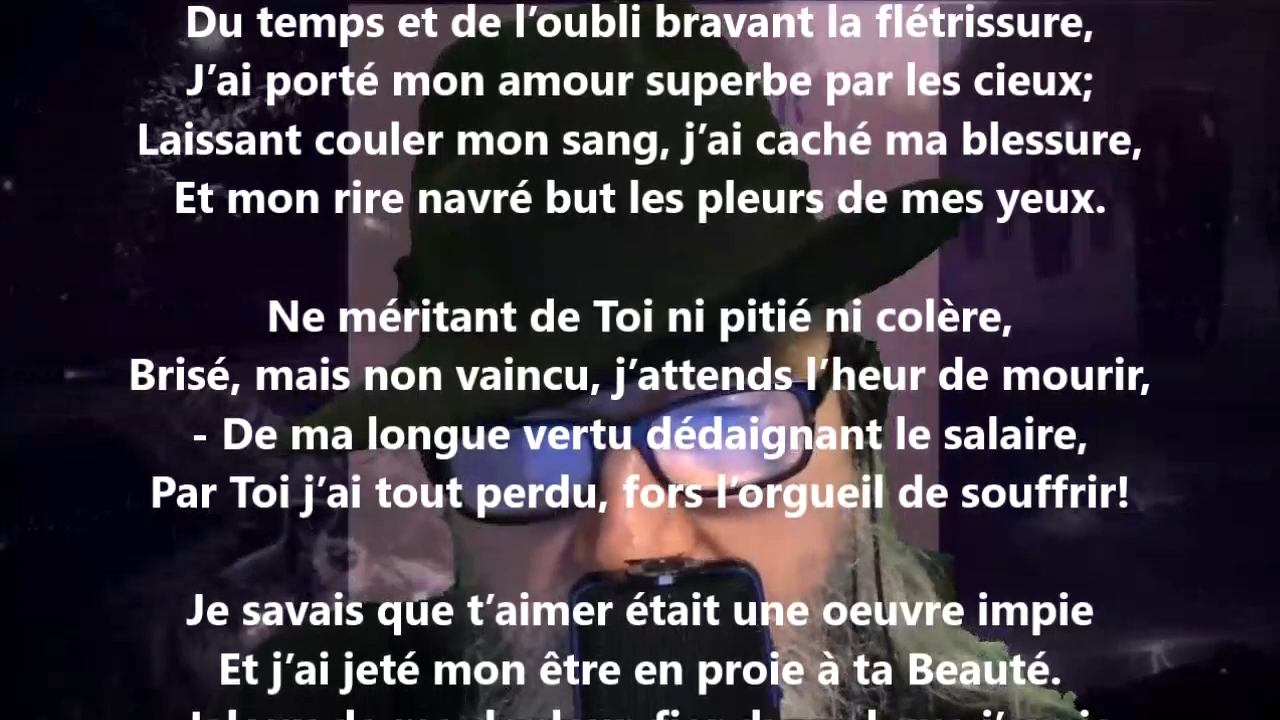 Du temps et de l’oubli bravant la flétrissure,
J’ai porté mon amour superbe par les cieux;
Laissant couler mon sang, j’ai caché ma blessure,
Et mon rire navré but les pleurs de mes yeux.
Ne méritant de Toi ni pitié ni colère,
Brisé, mais non vaincu, j’attends l’heur de mourir,
- De ma longue vertu dédaignant le salaire,
Par Toi j’ai tout perdu, fors l’orgueil de souffrir!
Je savais que t’aimer était une oeuvre impie
Et j’ai jeté mon être en proie à ta Beauté.